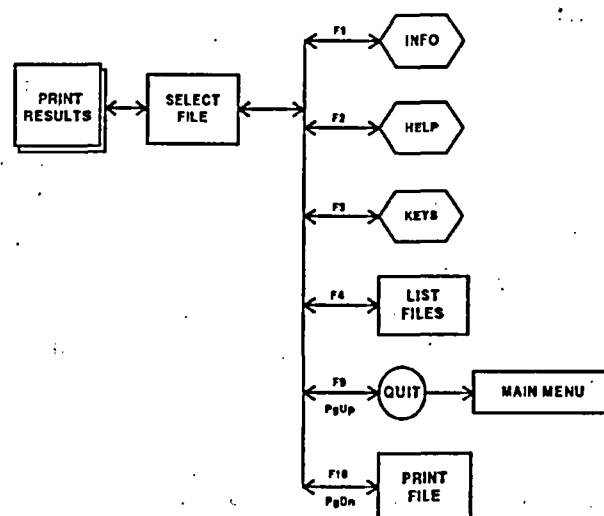 F1
INFO
PRINT
RESULTS
SELECT
FILE
F2
HELP
F3
KEYS
F4
LIST
FILES
F9
PgUp
QUIT
MAIN MENU
F10
PgDn
PRINT
FILE